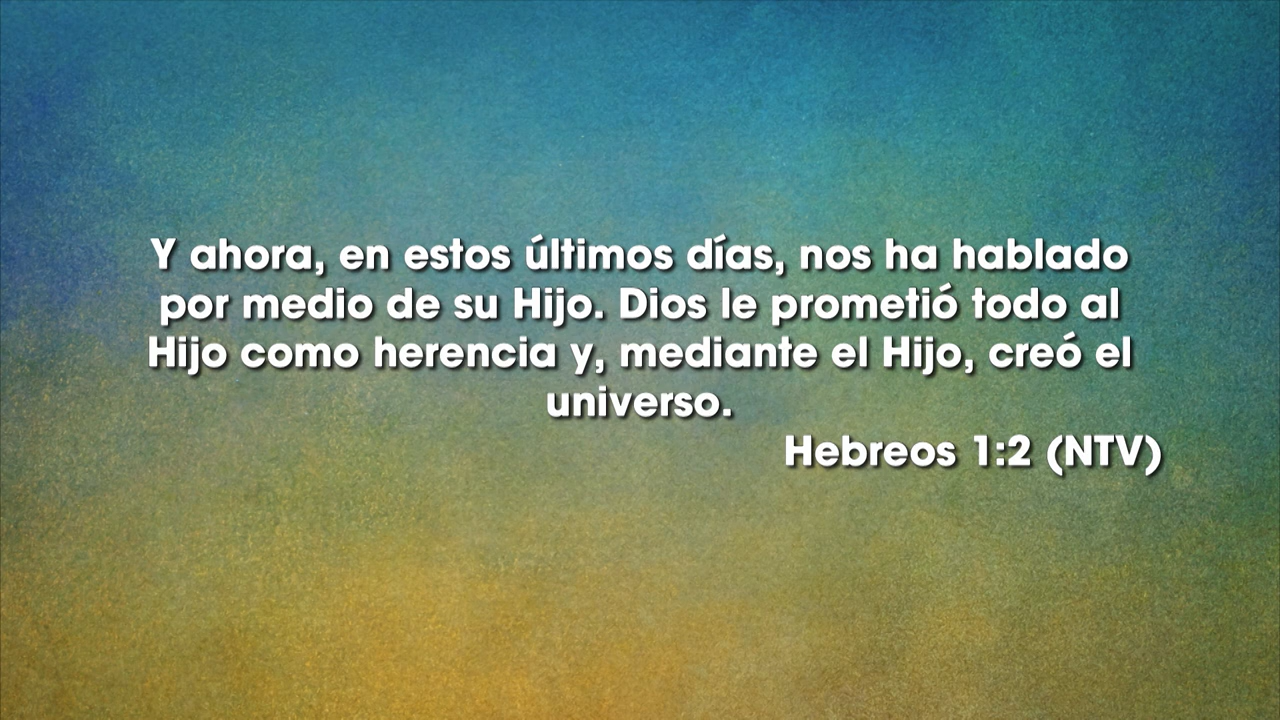 Y ahora, en estos últimos días, nos ha hablado
por medio de su Hijo. Dios le prometió todo al
Hijo como herencia y, mediante el Hijo, creó el
universo.
Hebreos 1:2 (NTV)